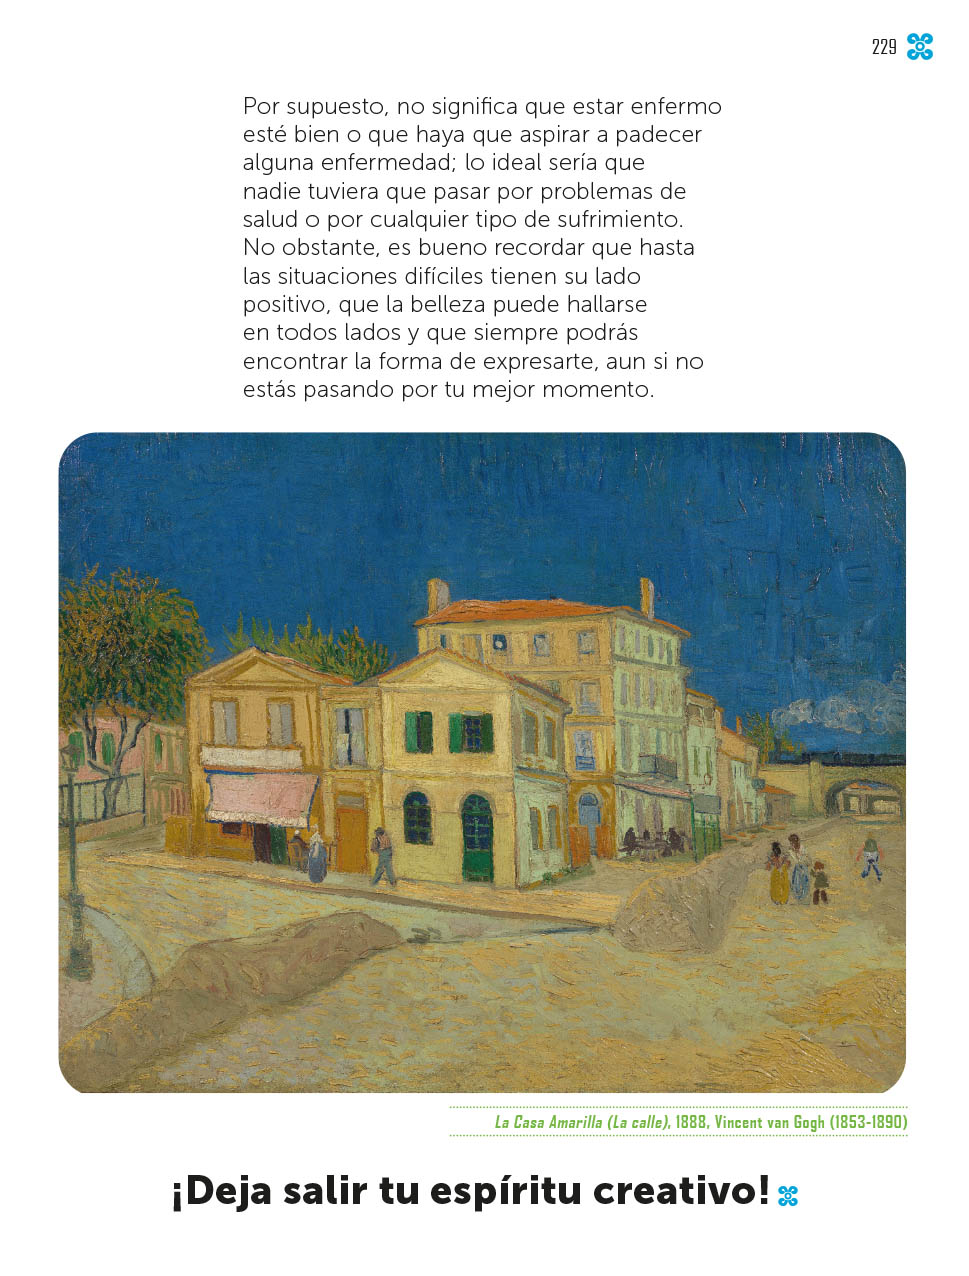 229
Por supuesto, no significa que estar enfermo
esté bien o que haya que aspirar a padecer
alguna enfermedad; lo ideal sería que
nadie tuviera que pasar por problemas de
salud o por cualquier tipo de sufrimiento.
No obstante, es bueno recordar que hasta
las situaciones difíciles tienen su lado
positivo, que la belleza puede hallarse
en todos lados y que siempre podrás
encontrar la forma de expresarte, aun si no
estás pasando por tu mejor momento.
La Casa Amarilla (La calle), 1888, Vincent van Gogh (1853-1890)
¡Deja salir tu espíritu creativo!